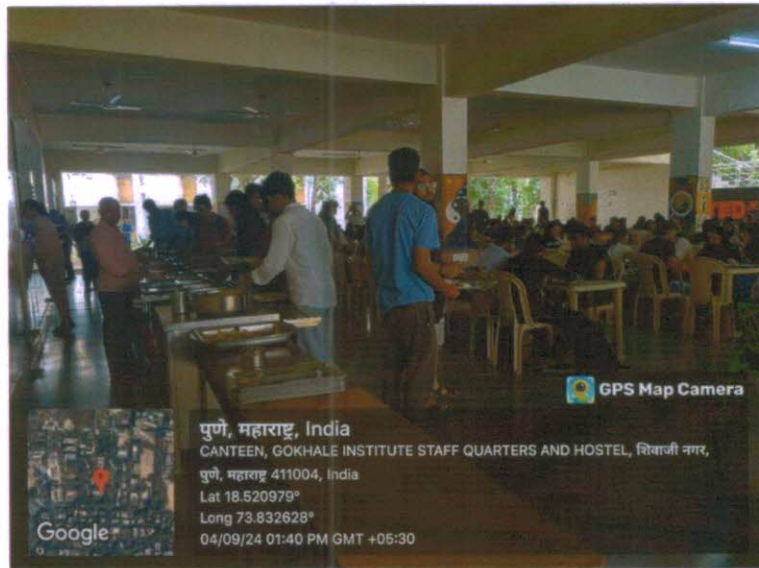 TED
GPS Map Camera
पुणे, महाराष्ट्र, India
CANTEEN, GOKHALE INSTITUTE STAFF QUARTERS AND HOSTEL, शिवाजी नगर,
पुणे, महाराष्ट्र 411004, India
Lat 18.520979°
Long 73.832628°
04/09/24 01:40 PM GMT +05:30
Google